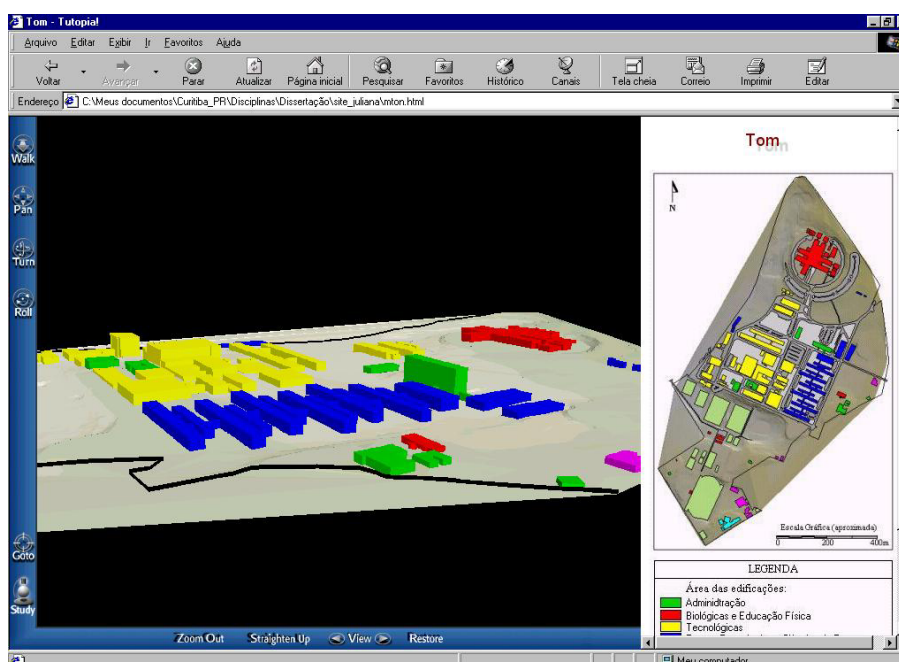 Tom - Tutopia!
Arquivo Editar Exibir Ir Favoritos Ajuda
Voltar Avançar Parar Atualizar Página inicial Pesquisar Favoritos Histórico Canais Tela cheia Correio Imprimir Editar
Endereço C:\Meus documentos\Curitiba_PR\Disciplinas\Dissertação\site_juliana\mton.html
Walk
Pan
Turn
Roll
Goto
Study
Zoom Out Straighten Up View Restore
Tom
N
Escala Gráfica (aproximada)
0 200 400m
LEGENDA
Área das edificações:
Adminidtração
Biológicas e Educação Física
Tecnológicas
Meu computador